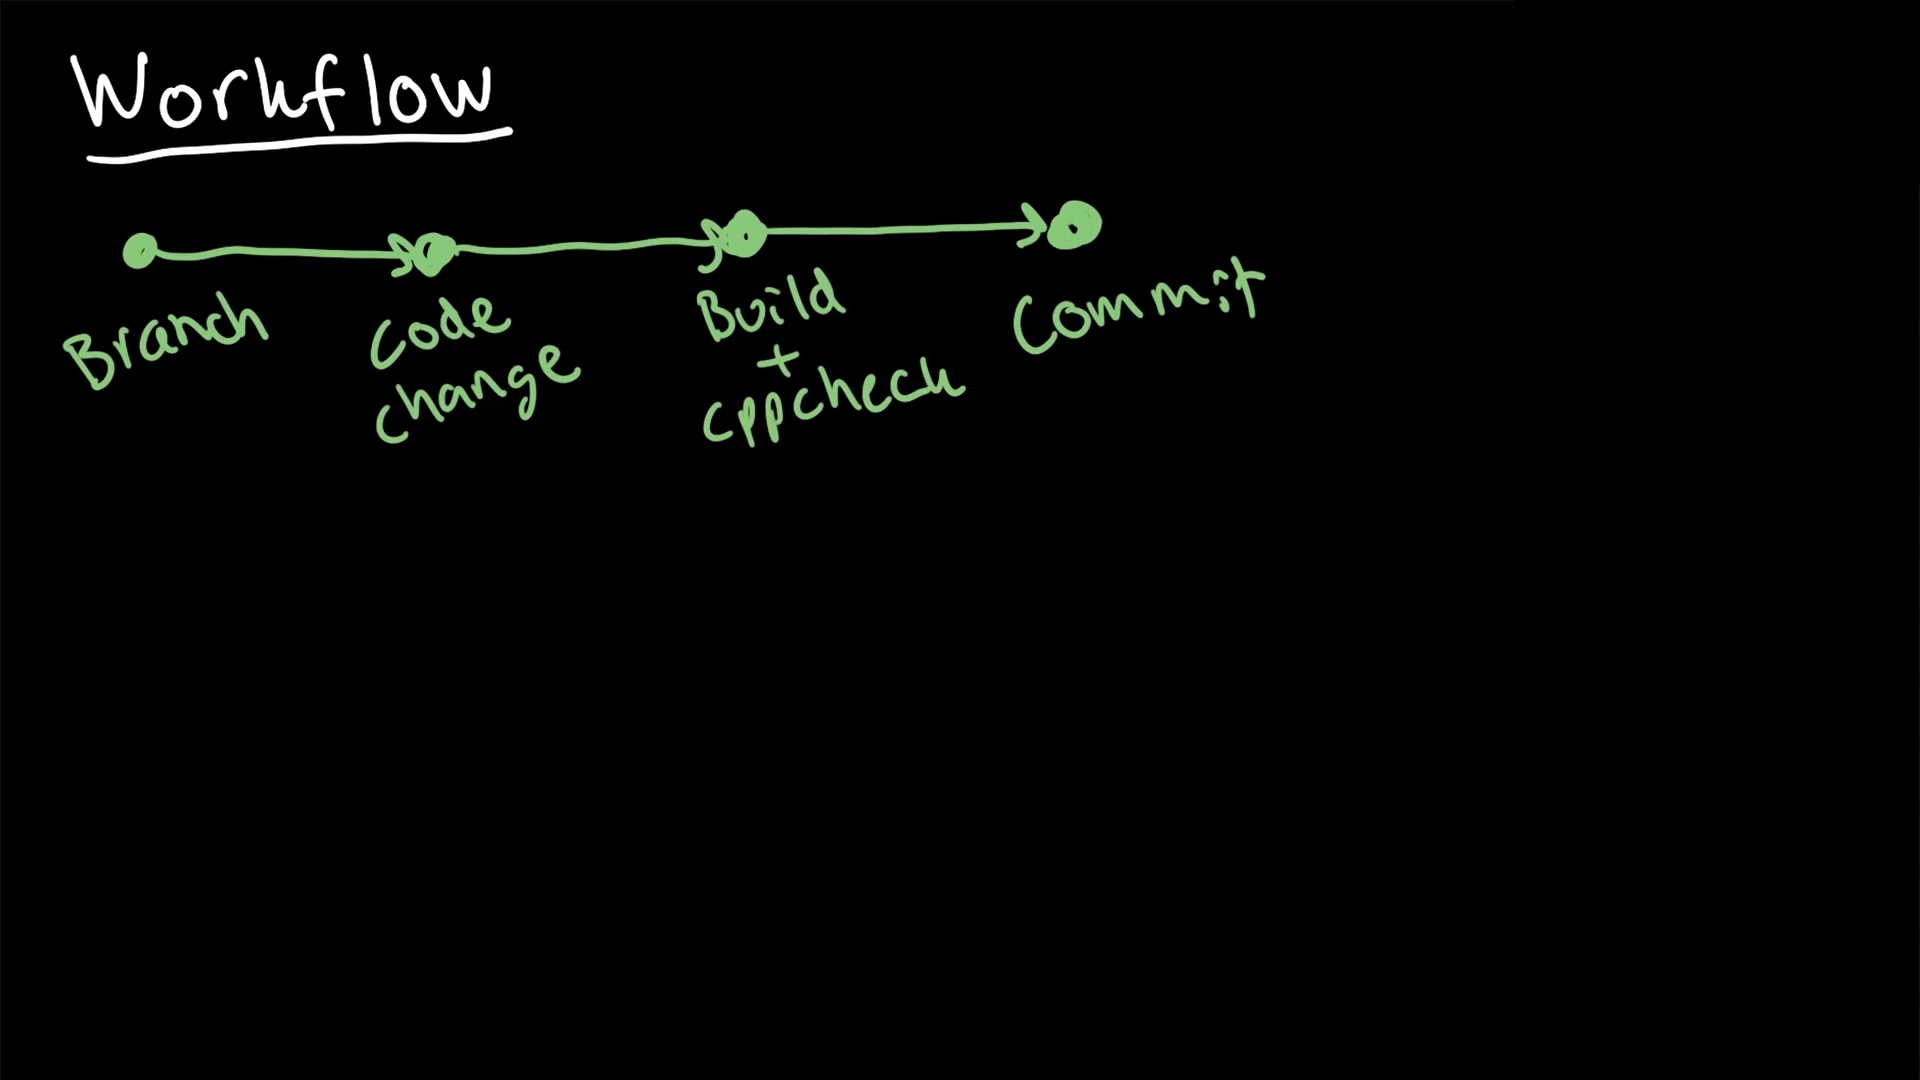 Workflow
Branch
Code
change
Build
+
cppcheck
Commit